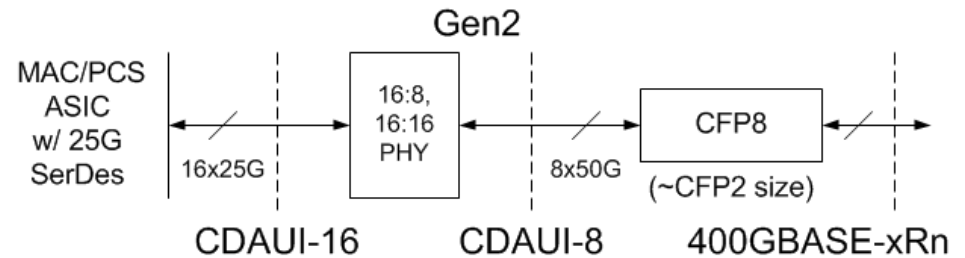 Gen2
MAC/PCS
ASIC
w/ 25G
SerDes
16x25G
16:8,
16:16
PHY
8x50G
CFP8
(~CFP2 size)
CDAUI-16
CDAUI-8
400GBASE-xRn